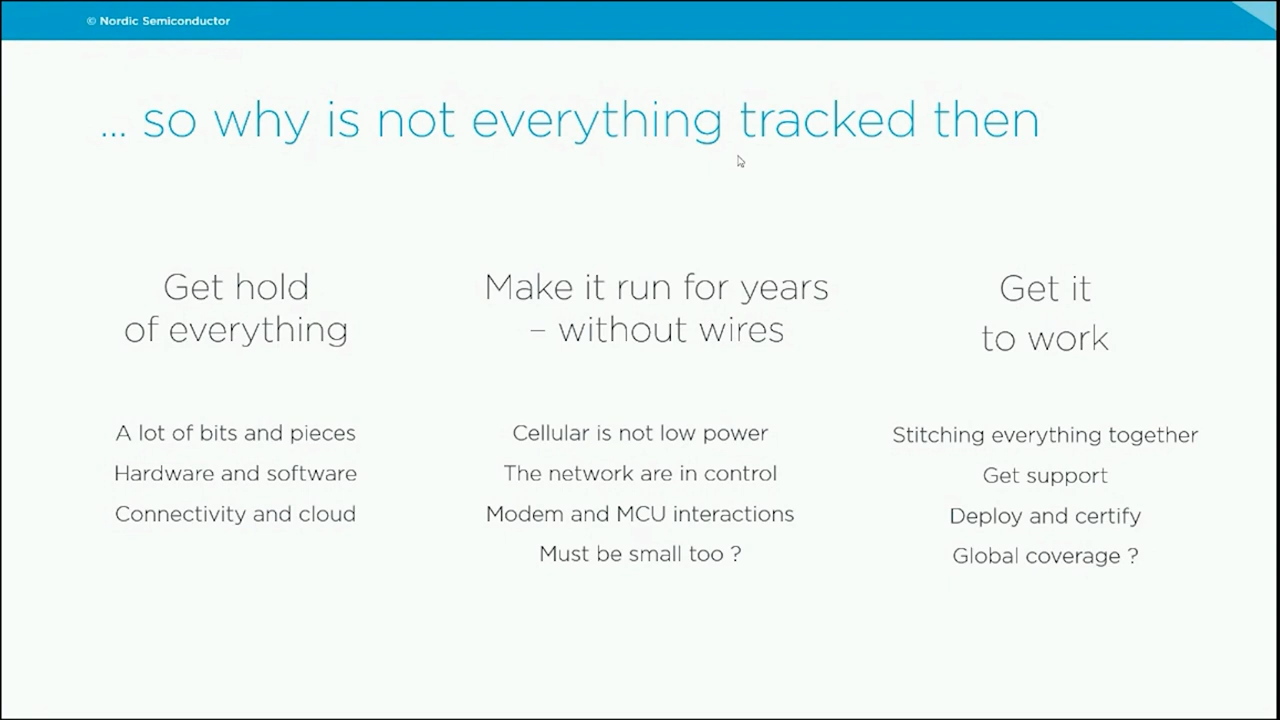 © Nordic Semiconductor
... so why is not everything tracked then
Get hold
of everything
A lot of bits and pieces
Hardware and software
Connectivity and cloud
Make it run for years
– without wires
Cellular is not low power
The network are in control
Modem and MCU interactions
Must be small too ?
Get it
to work
Stitching everything together
Get support
Deploy and certify
Global coverage ?